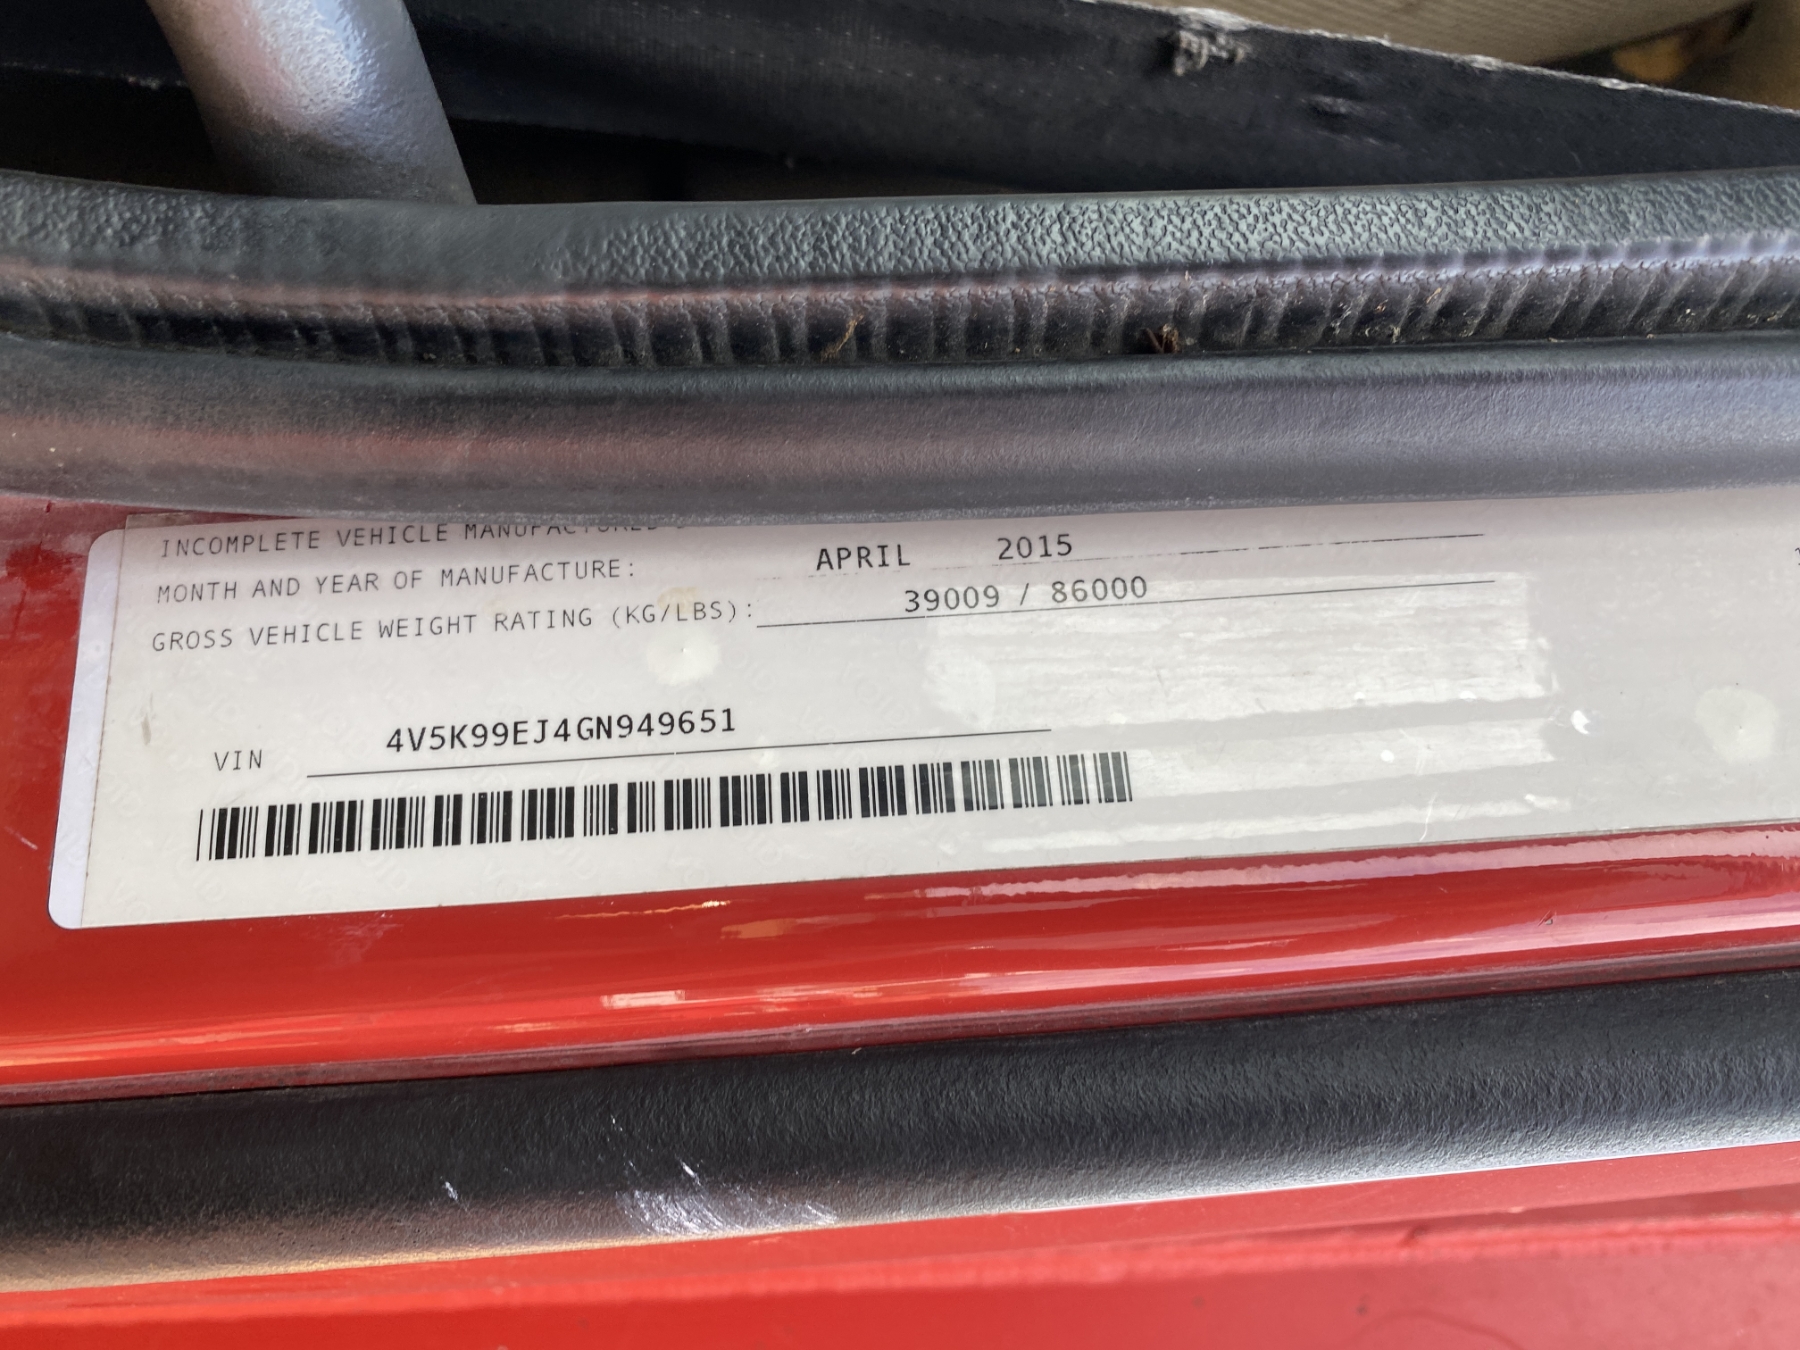 INCOMPLETE VEHICLE MANUFACTURED
MONTH AND YEAR OF MANUFACTURE: APRIL 2015
GROSS VEHICLE WEIGHT RATING (KG/LBS): 39009 / 86000
VIN 4V5K99EJ4GN949651